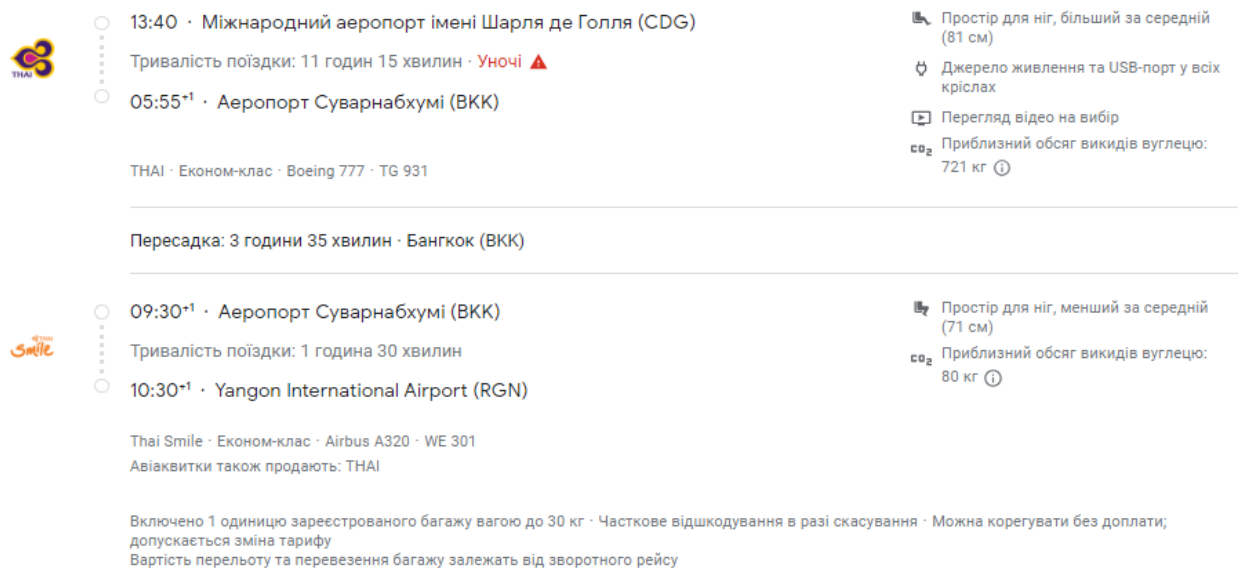 13:40 · Міжнародний аеропорт імені Шарля де Голля (CDG)
Тривалість поїздки: 11 годин 15 хвилин · Уночі
05:55+1 · Аеропорт Суварнабхумі (BKK)
THAI
THAI · Економ-клас · Boeing 777 · TG 931
Простір для ніг, більший за середній
(81 см)
Джерело живлення та USB-порт у всіх
кріслах
Перегляд відео на вибір
CO2 Приблизний обсяг викидів вуглецю:
721 кг
Пересадка: 3 години 35 хвилин · Бангкок (BKK)
09:30+1 · Аеропорт Суварнабхумі (BKK)
Тривалість поїздки: 1 година 30 хвилин
10:30+1 · Yangon International Airport (RGN)
THAI
Smile
Thai Smile · Економ-клас · Airbus A320 · WE 301
Авіаквитки також продають: THAI
Простір для ніг, менший за середній
(71 см)
CO2 Приблизний обсяг викидів вуглецю:
80 кг
Включено 1 одиницю зареєстрованого багажу вагою до 30 кг · Часткове відшкодування в разі скасування · Можна корегувати без доплати;
допускається зміна тарифу
Вартість перельоту та перевезення багажу залежать від зворотного рейсу